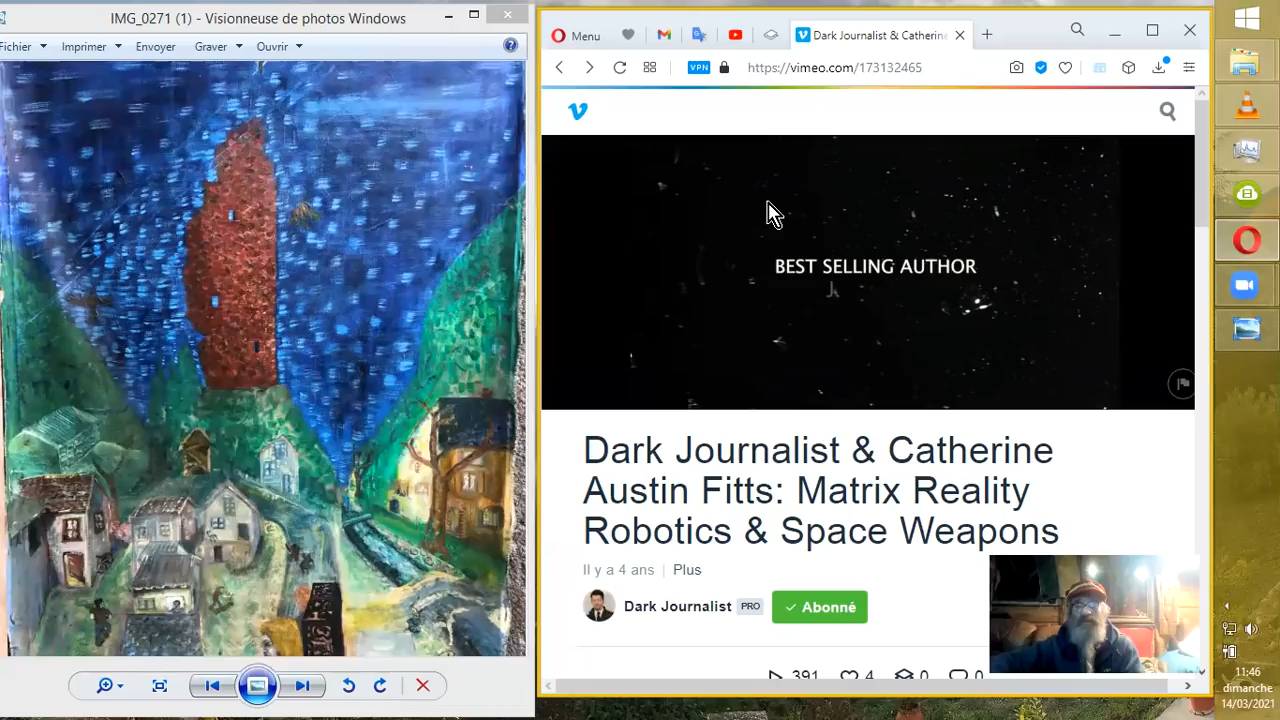 IMG_0271 (1) - Visionneuse de photos Windows
Fichier Imprimer Envoyer Graver Ouvrir
Menu
Dark Journalist & Catherine
VPN https://vimeo.com/173132465
BEST SELLING AUTHOR
Dark Journalist & Catherine
Austin Fitts: Matrix Reality
Robotics & Space Weapons
Il y a 4 ans | Plus
Dark Journalist PRO Abonné
391 4 0 0
11:46
dimanche
14/03/2021